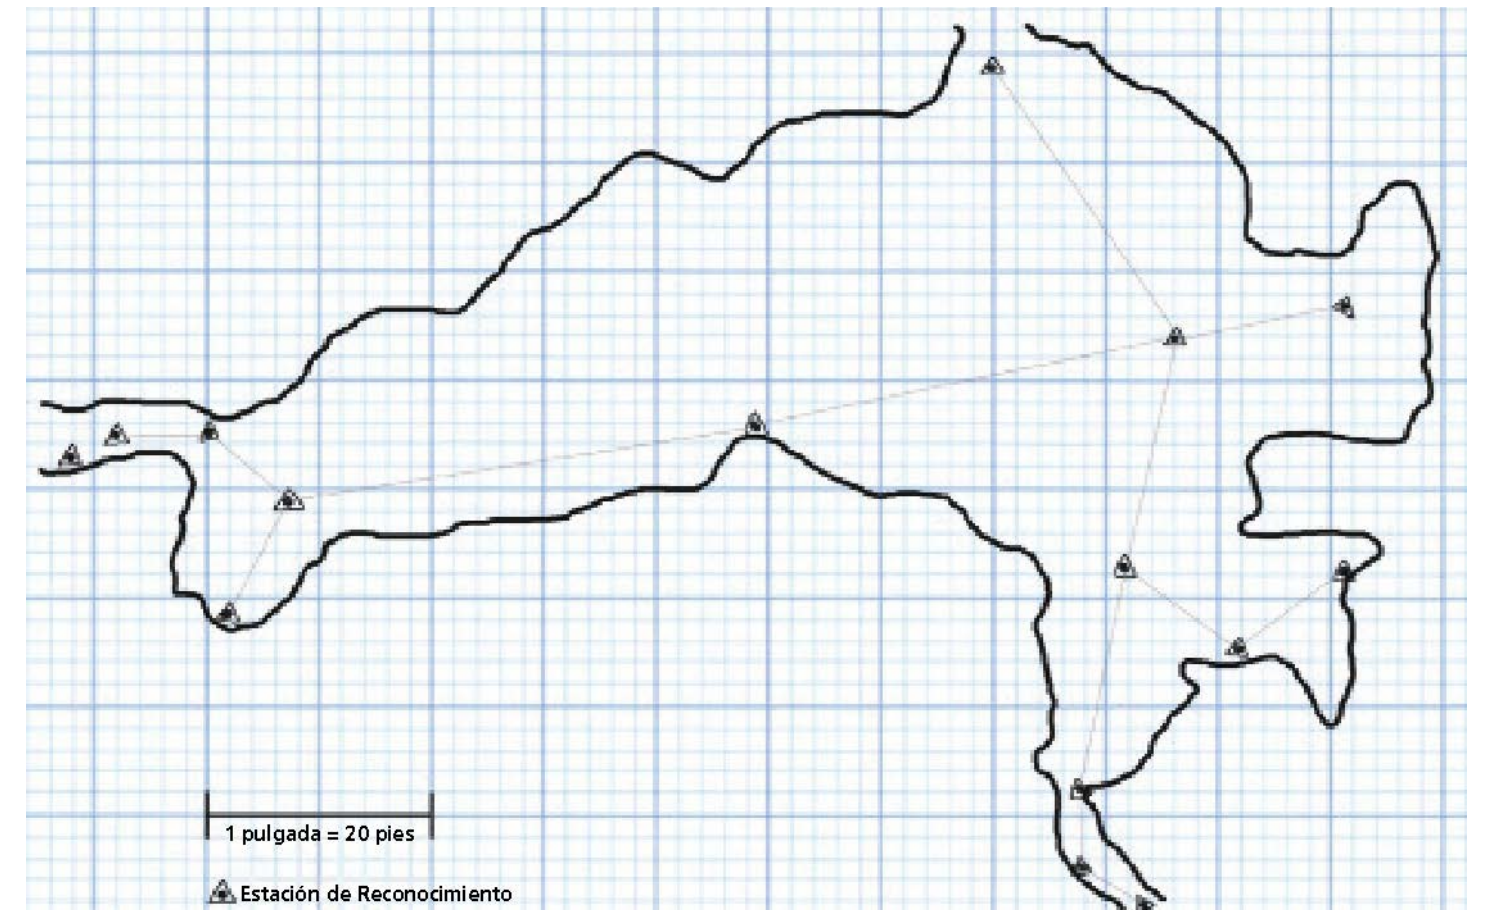 1 pulgada = 20 pies
Estación de Reconocimiento